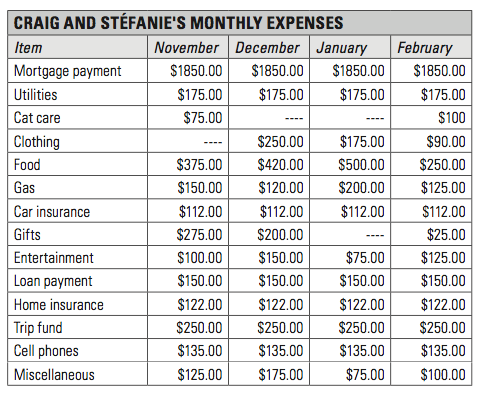 CRAIG AND STÉFANIE'S MONTHLY EXPENSES
Item November December January February
Mortgage payment $1850.00 $1850.00 $1850.00 $1850.00
Utilities $175.00 $175.00 $175.00 $175.00
Cat care $75.00 ---- ---- $100
Clothing ---- $250.00 $175.00 $90.00
Food $375.00 $420.00 $500.00 $250.00
Gas $150.00 $120.00 $200.00 $125.00
Car insurance $112.00 $112.00 $112.00 $112.00
Gifts $275.00 $200.00 ---- $25.00
Entertainment $100.00 $150.00 $75.00 $125.00
Loan payment $150.00 $150.00 $150.00 $150.00
Home insurance $122.00 $122.00 $122.00 $122.00
Trip fund $250.00 $250.00 $250.00 $250.00
Cell phones $135.00 $135.00 $135.00 $135.00
Miscellaneous $125.00 $175.00 $75.00 $100.00